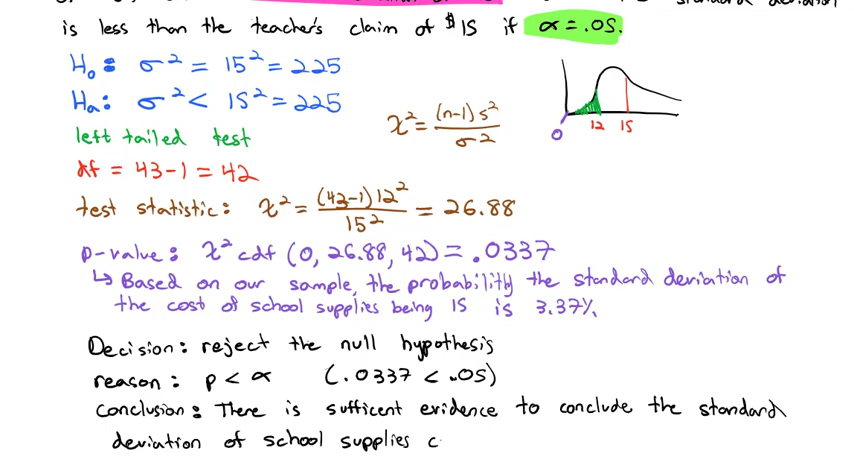 standard deviation
is less than the teacher's claim of $15 if α = .05.
H₀: σ² = 15² = 225
Hₐ: σ² < 15² = 225
left tailed test
χ² = (n-1)s² / σ²
0 12 15
df = 43-1 = 42
test statistic: χ² = (43-1)12² / 15² = 26.88
p-value: χ² cdf (0, 26.88, 42) = .0337
↳ Based on our sample, the probability the standard deviation of
the cost of school supplies being 15 is 3.37%.
Decision: reject the null hypothesis
reason: p < α (.0337 < .05)
conclusion: There is sufficent evidence to conclude the standard
deviation of school supplies c